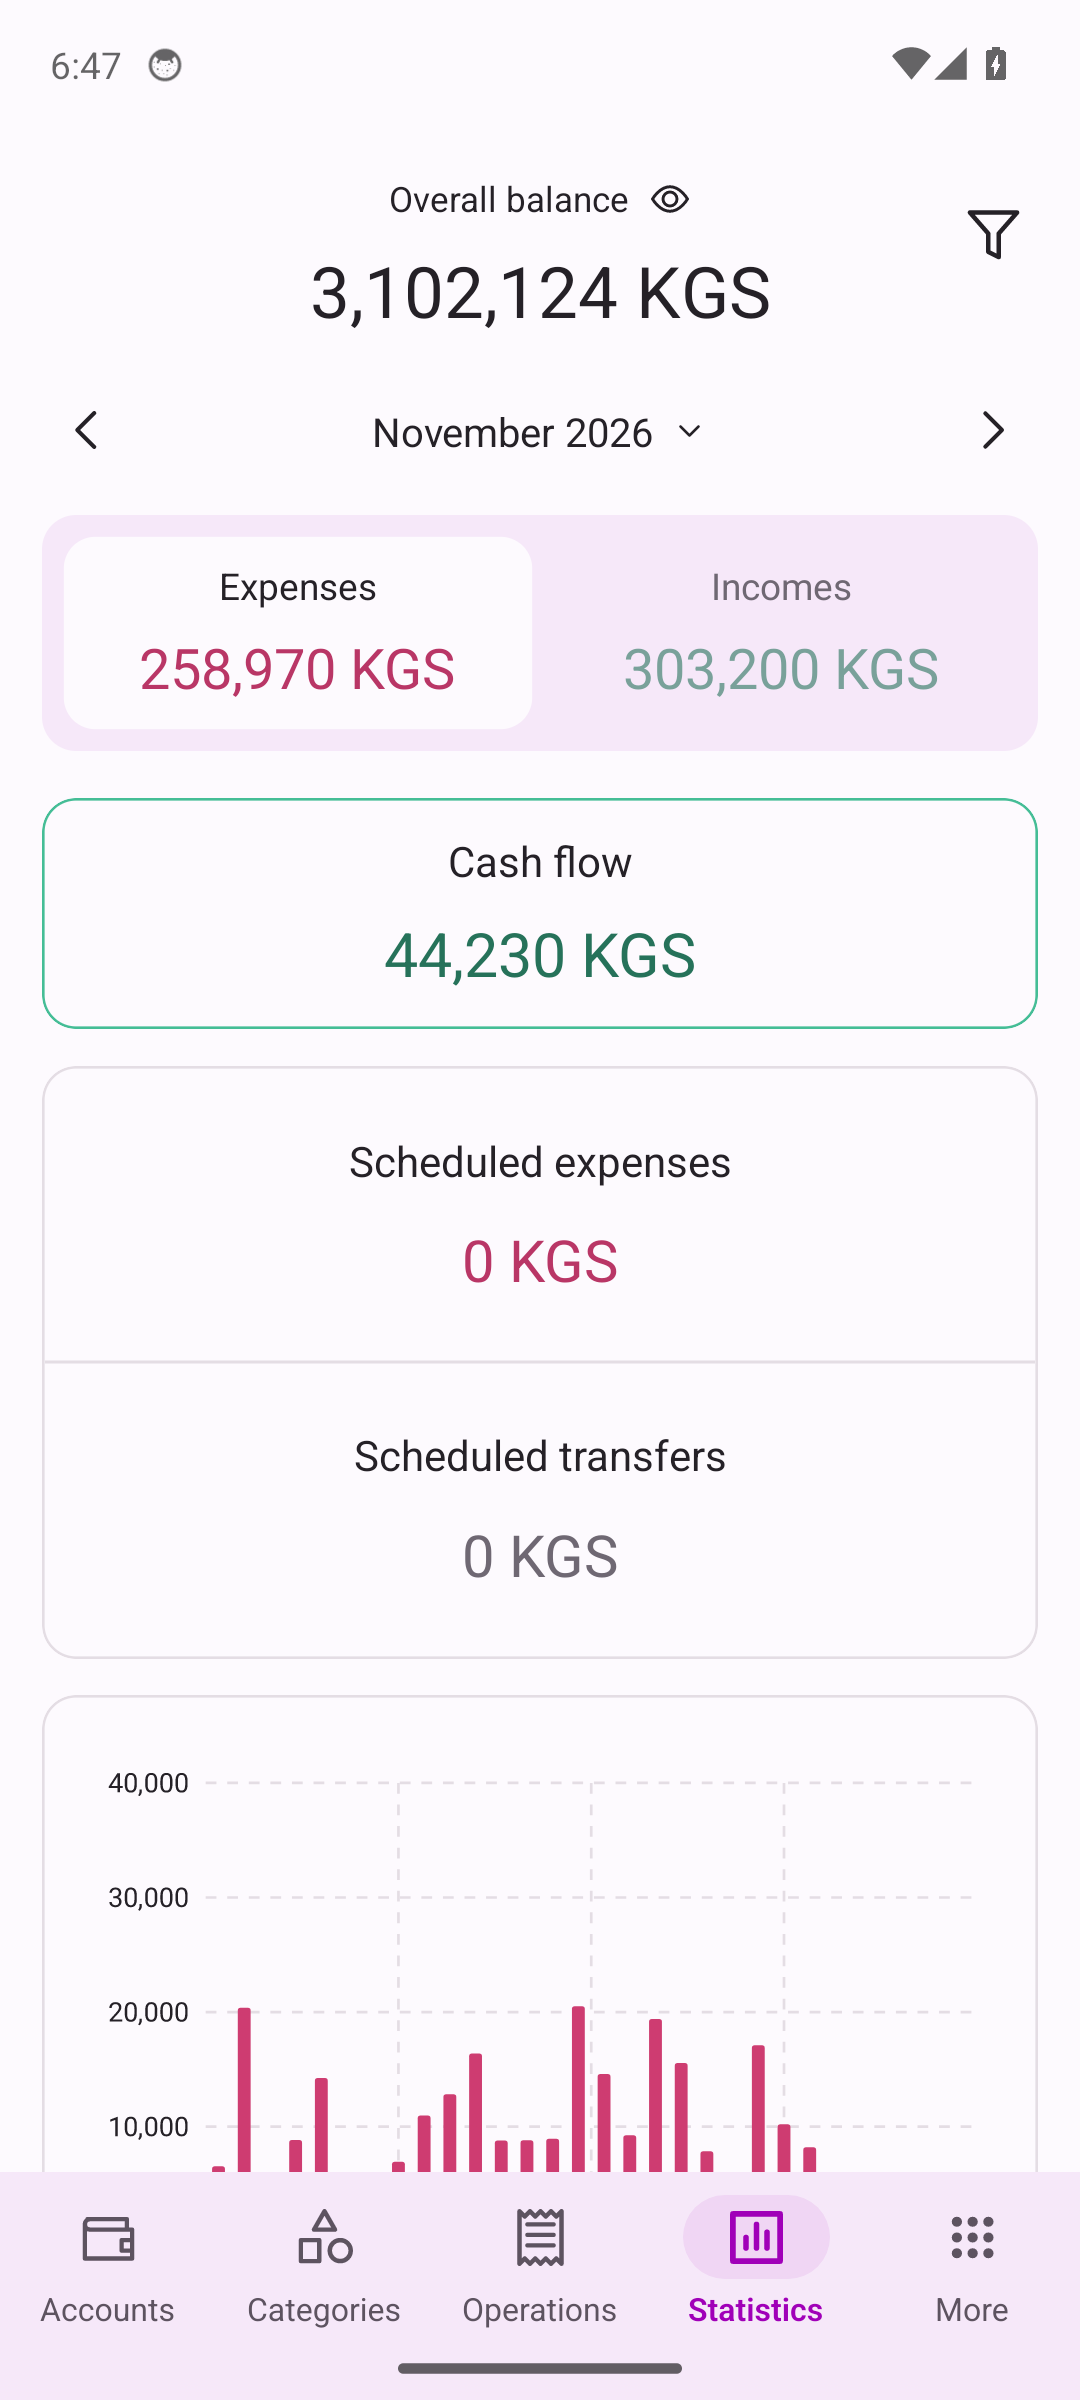 6:47
Overall balance
3,102,124 KGS
November 2026
Expenses
258,970 KGS
Incomes
303,200 KGS
Cash flow
44,230 KGS
Scheduled expenses
0 KGS
Scheduled transfers
0 KGS
40,000
30,000
20,000
10,000
Accounts
Categories
Operations
Statistics
More